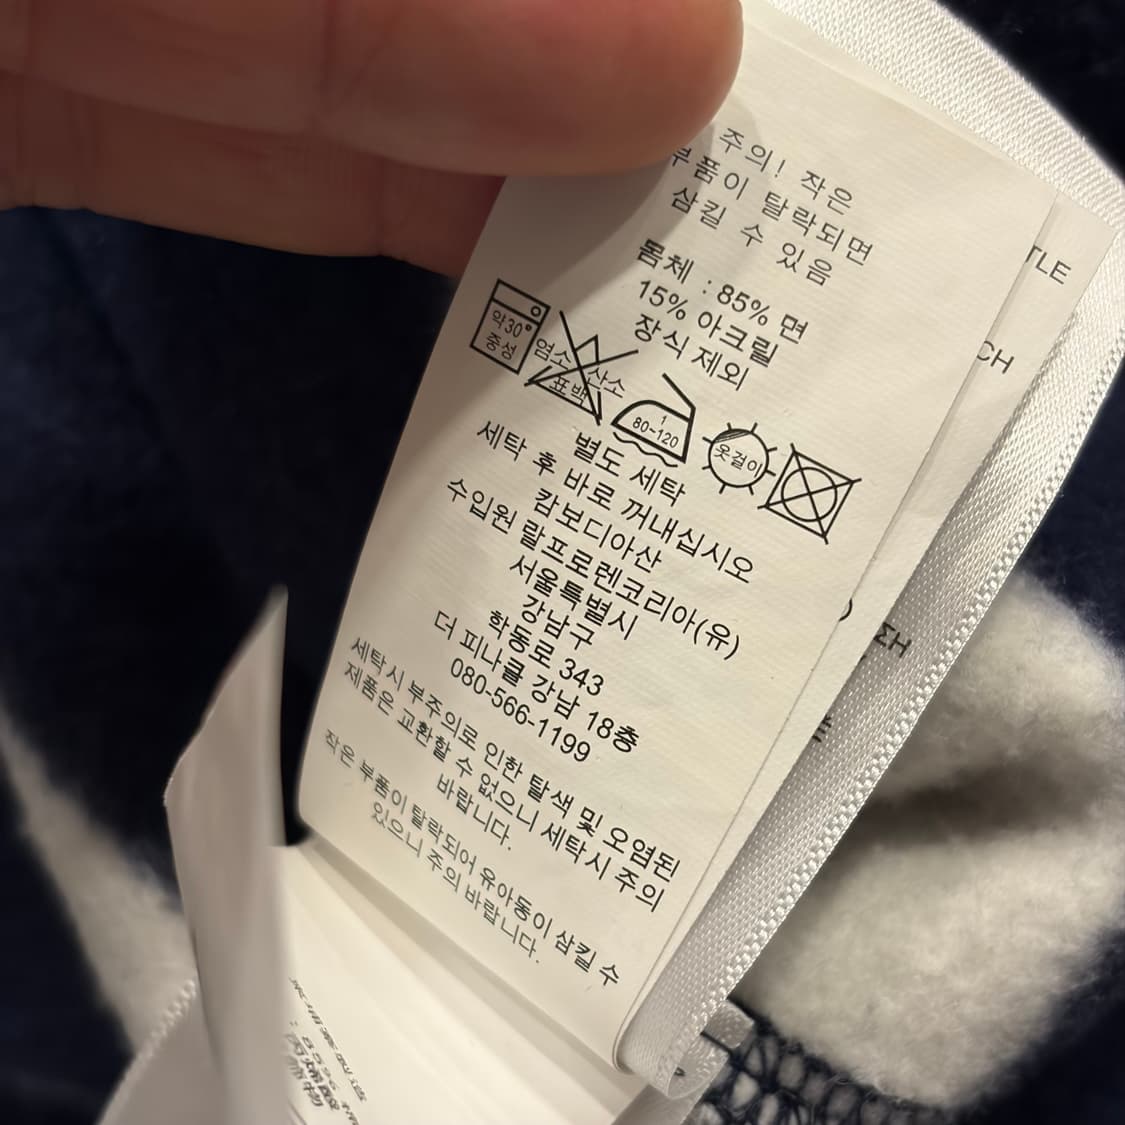 주의! 작은
부품이 탈락되면
삼킬 수 있음
몸체 : 85% 면
15% 아크릴
장식 제외
약30°
중성
염소 산소
표백
1
80-120
옷걸이
별도 세탁
세탁 후 바로 꺼내십시오
캄보디아산
수입원 랄프로렌코리아(유)
서울특별시
강남구
학동로 343
더 피나클 강남 18층
080-566-1199
세탁시 부주의로 인한 탈색 및 오염된
제품은 교환할 수 없으니 세탁시 주의
바랍니다.
작은 부품이 탈락되어 유아동이 삼킬 수
있으니 주의 바랍니다.
TLE
CH
ΣΗ